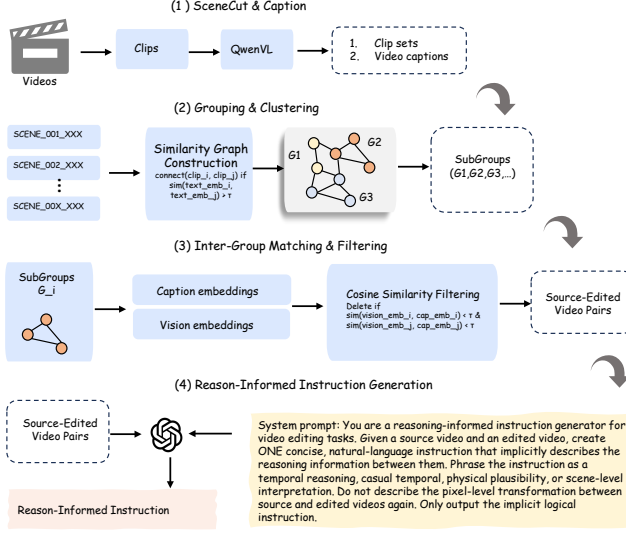 (1 ) SceneCut & Caption
Videos
Clips
QwenVL
1. Clip sets
2. Video captions
(2) Grouping & Clustering
SCENE_001_XXX
SCENE_002_XXX
SCENE_00X_XXX
Similarity Graph
Construction
connect(clip_i, clip_j) if
sim(text_emb_i,
text_emb_j) > τ
G1
G2
G3
SubGroups
(G1,G2,G3,...)
(3) Inter-Group Matching & Filtering
SubGroups
G_i
Caption embeddings
Vision embeddings
Cosine Similarity Filtering
Delete if
sim(vision_emb_i, cap_emb_i) < τ &
sim(vision_emb_j, cap_emb_j) < τ
Source-Edited
Video Pairs
(4) Reason-Informed Instruction Generation
Source-Edited
Video Pairs
Reason-Informed Instruction
System prompt: You are a reasoning-informed instruction generator for
video editing tasks. Given a source video and an edited video, create
ONE concise, natural-language instruction that implicitly describes the
reasoning information between them. Phrase the instruction as a
temporal reasoning, casual temporal, physical plausibility, or scene-level
interpretation. Do not describe the pixel-level transformation between
source and edited videos again. Only output the implicit logical
instruction.